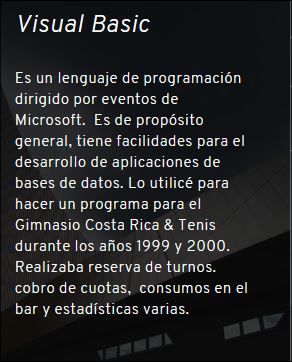 Visual Basic
Es un lenguaje de programación
dirigido por eventos de
Microsoft.  Es de propósito
general, tiene facilidades para el
desarrollo de aplicaciones de
bases de datos. Lo utilicé para
hacer un programa para el
Gimnasio Costa Rica & Tenis
durante los años 1999 y 2000.
Realizaba reserva de turnos.
cobro de cuotas,  consumos en el
bar y estadísticas varias.